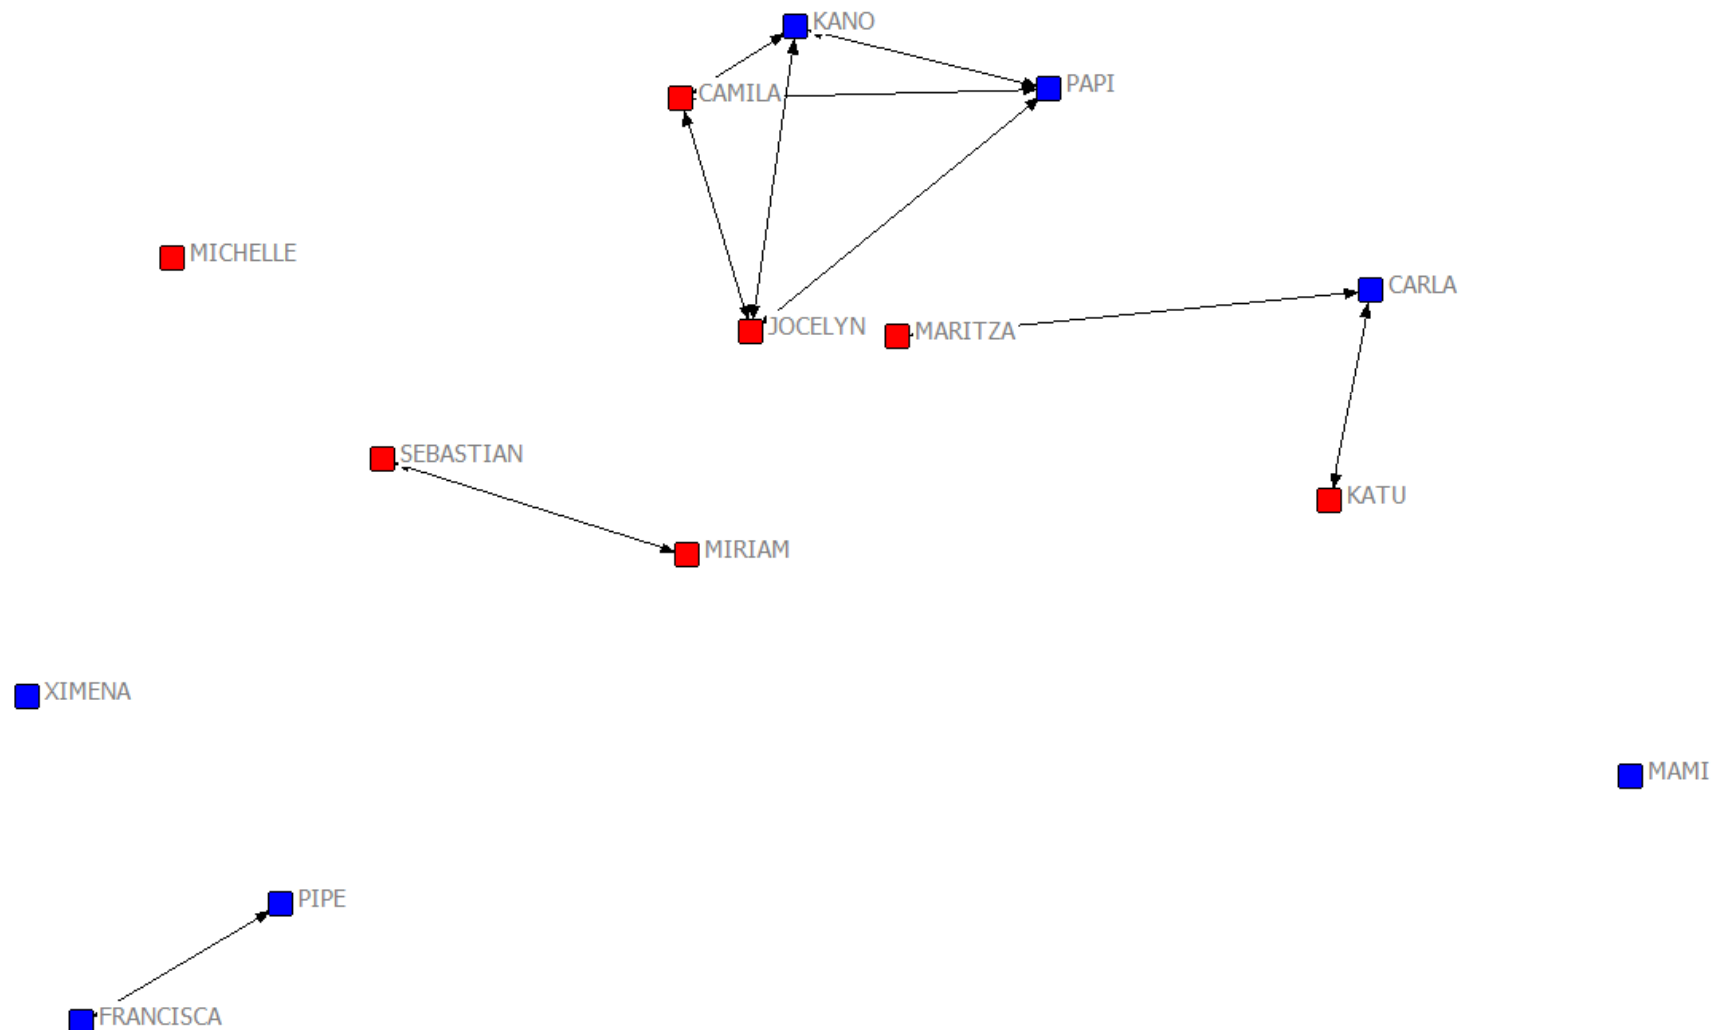 KANO
PAPI
CAMILA
MICHELLE
CARLA
JOCELYN
MARITZA
SEBASTIAN
KATU
MIRIAM
XIMENA
MAMI
PIPE
FRANCISCA